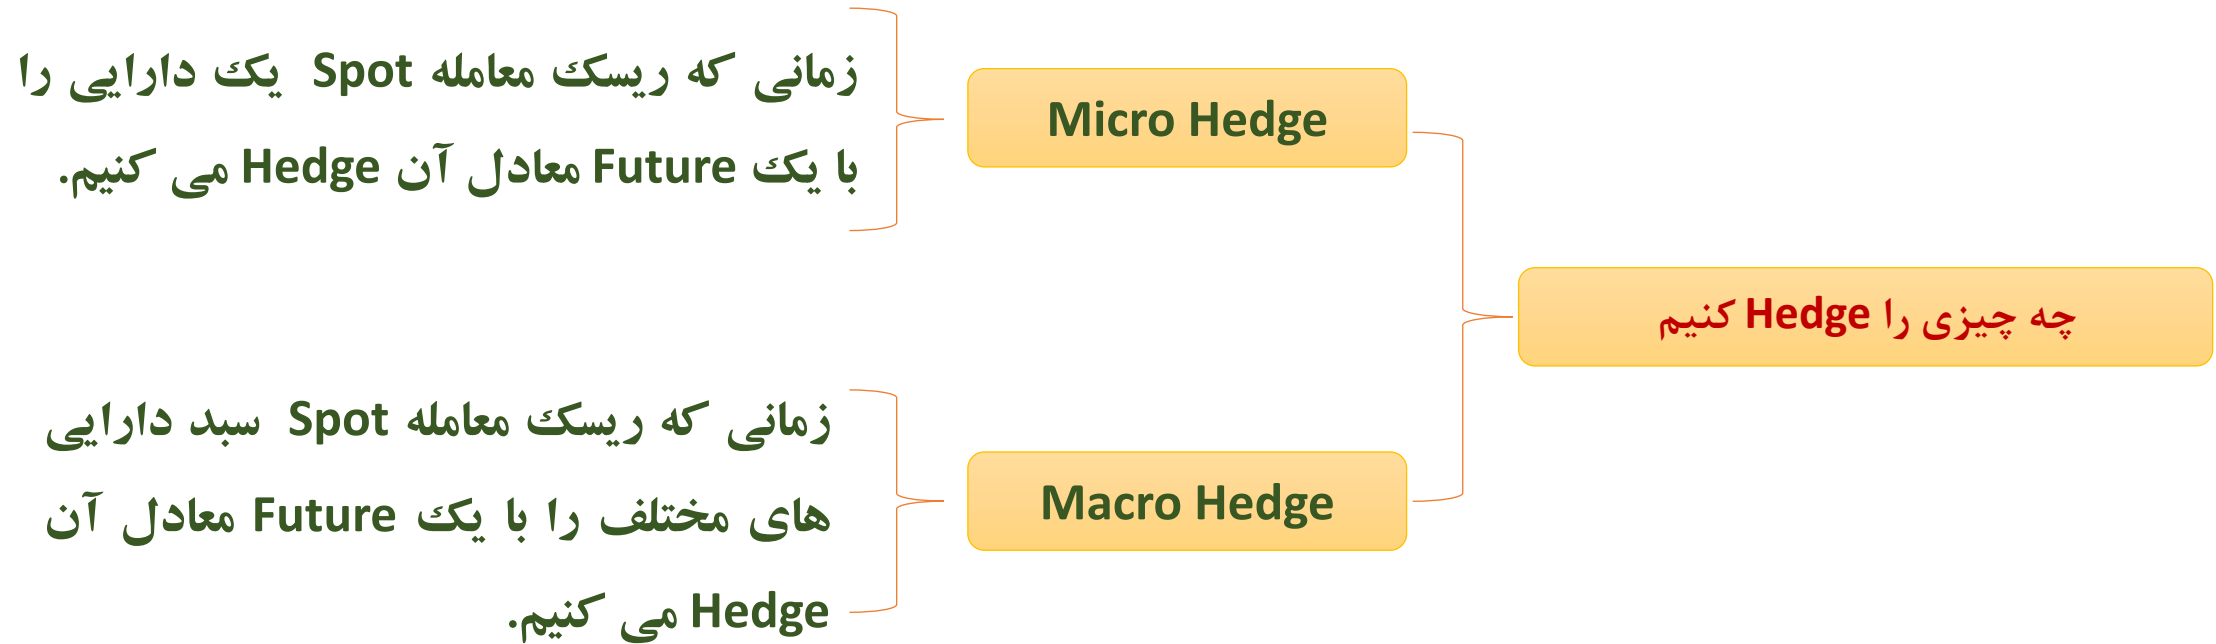 چه چیزی را Hedge کنیم
Micro Hedge
زمانی که ریسک معامله Spot یک دارایی را
با یک Future معادل آن Hedge می کنیم.
Macro Hedge
زمانی که ریسک معامله Spot سبد دارایی
های مختلف را با یک Future معادل آن
Hedge می کنیم.